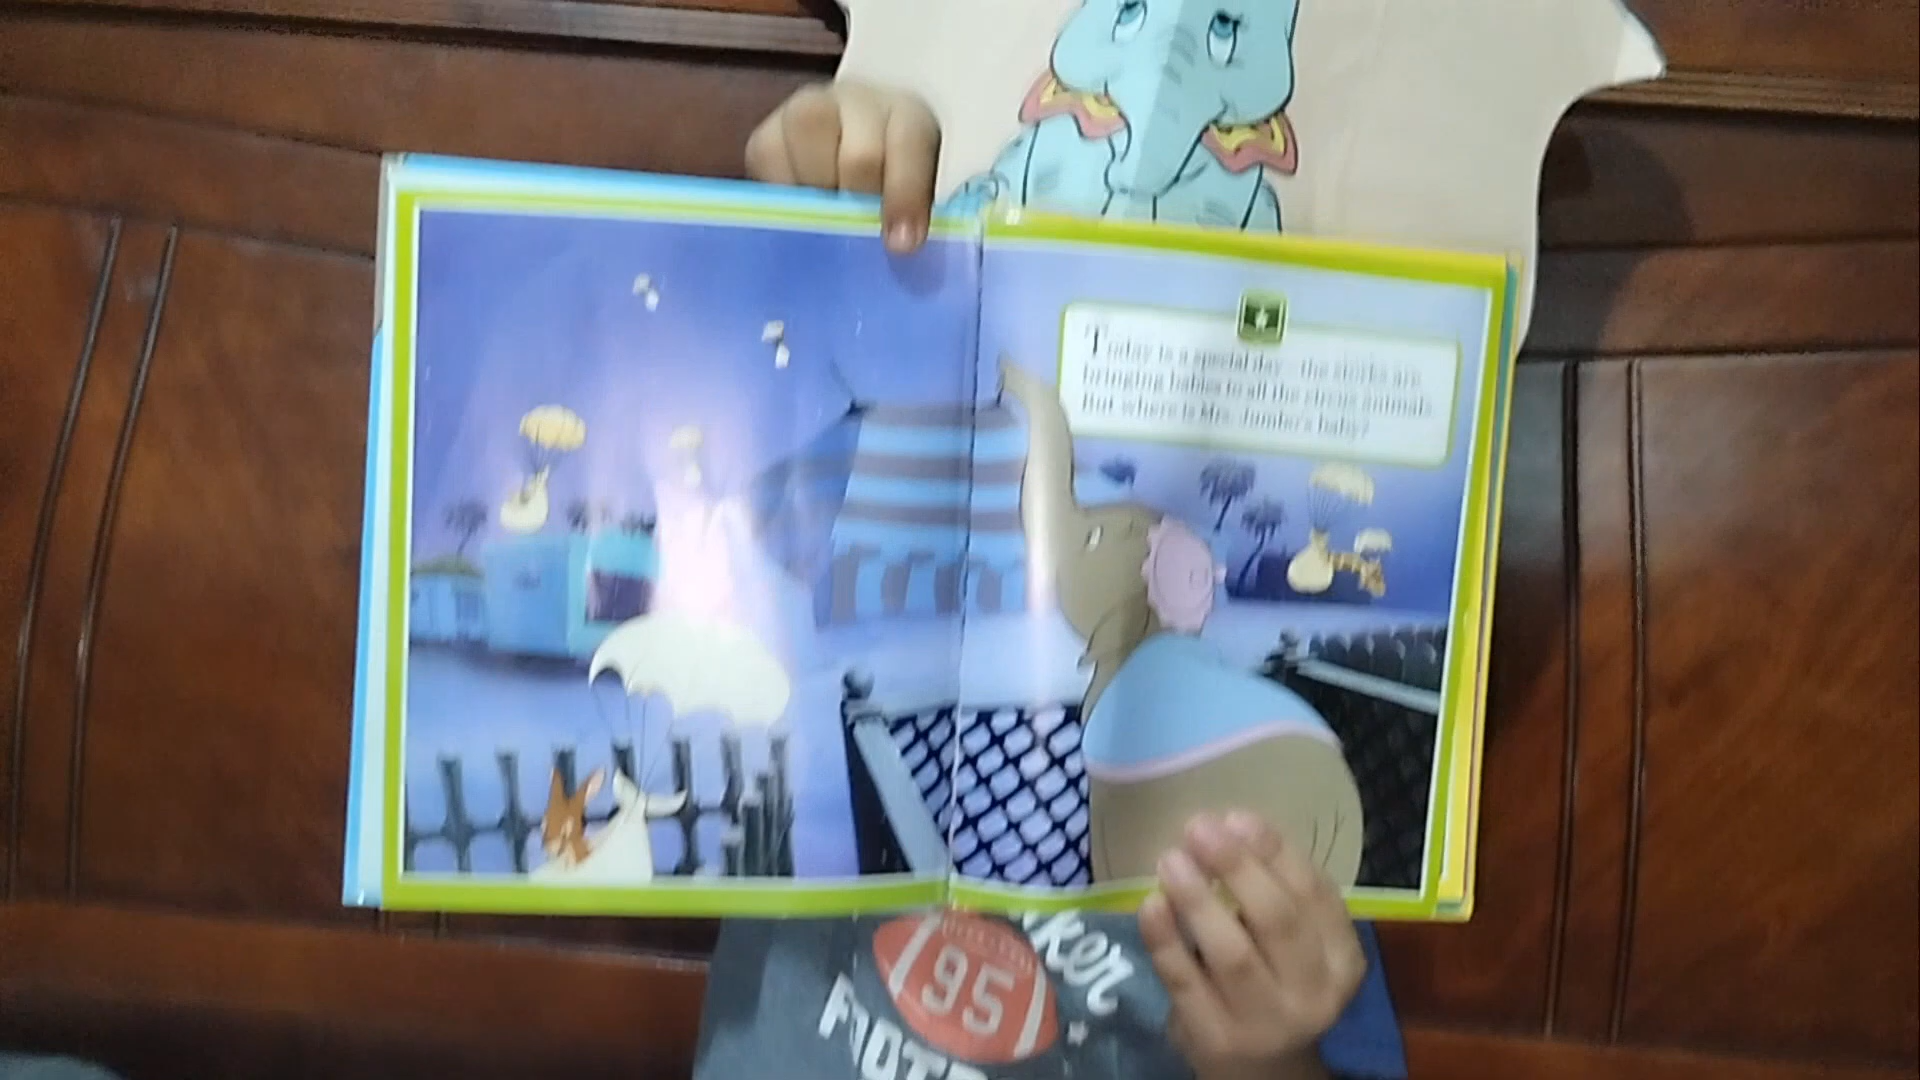 Today is a special day - the storks are
bringing babies to all the circus animals.
But where is Mrs. Jumbo's baby?
95